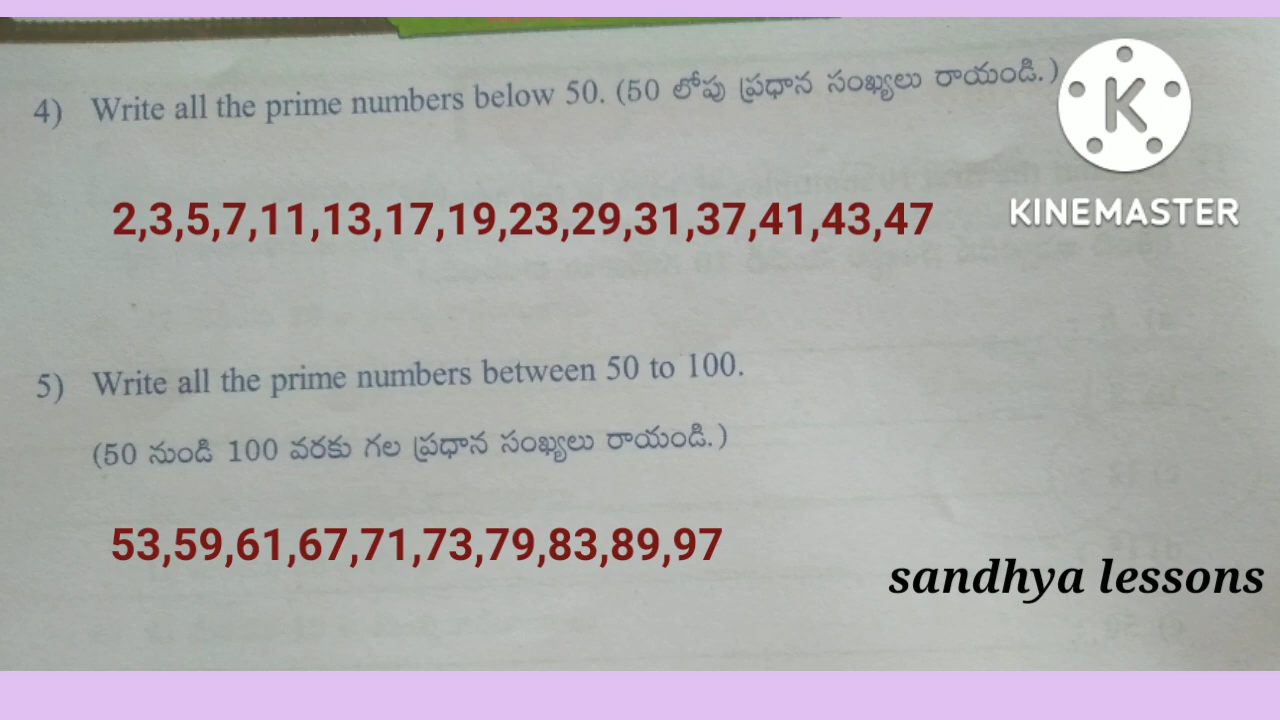 4) Write all the prime numbers below 50. (50 లోపు ప్రధాన సంఖ్యలు రాయండి.)
K
KINEMASTER
2,3,5,7,11,13,17,19,23,29,31,37,41,43,47
5) Write all the prime numbers between 50 to 100.
(50 నుండి 100 వరకు గల ప్రధాన సంఖ్యలు రాయండి.)
53,59,61,67,71,73,79,83,89,97
sandhya lessons